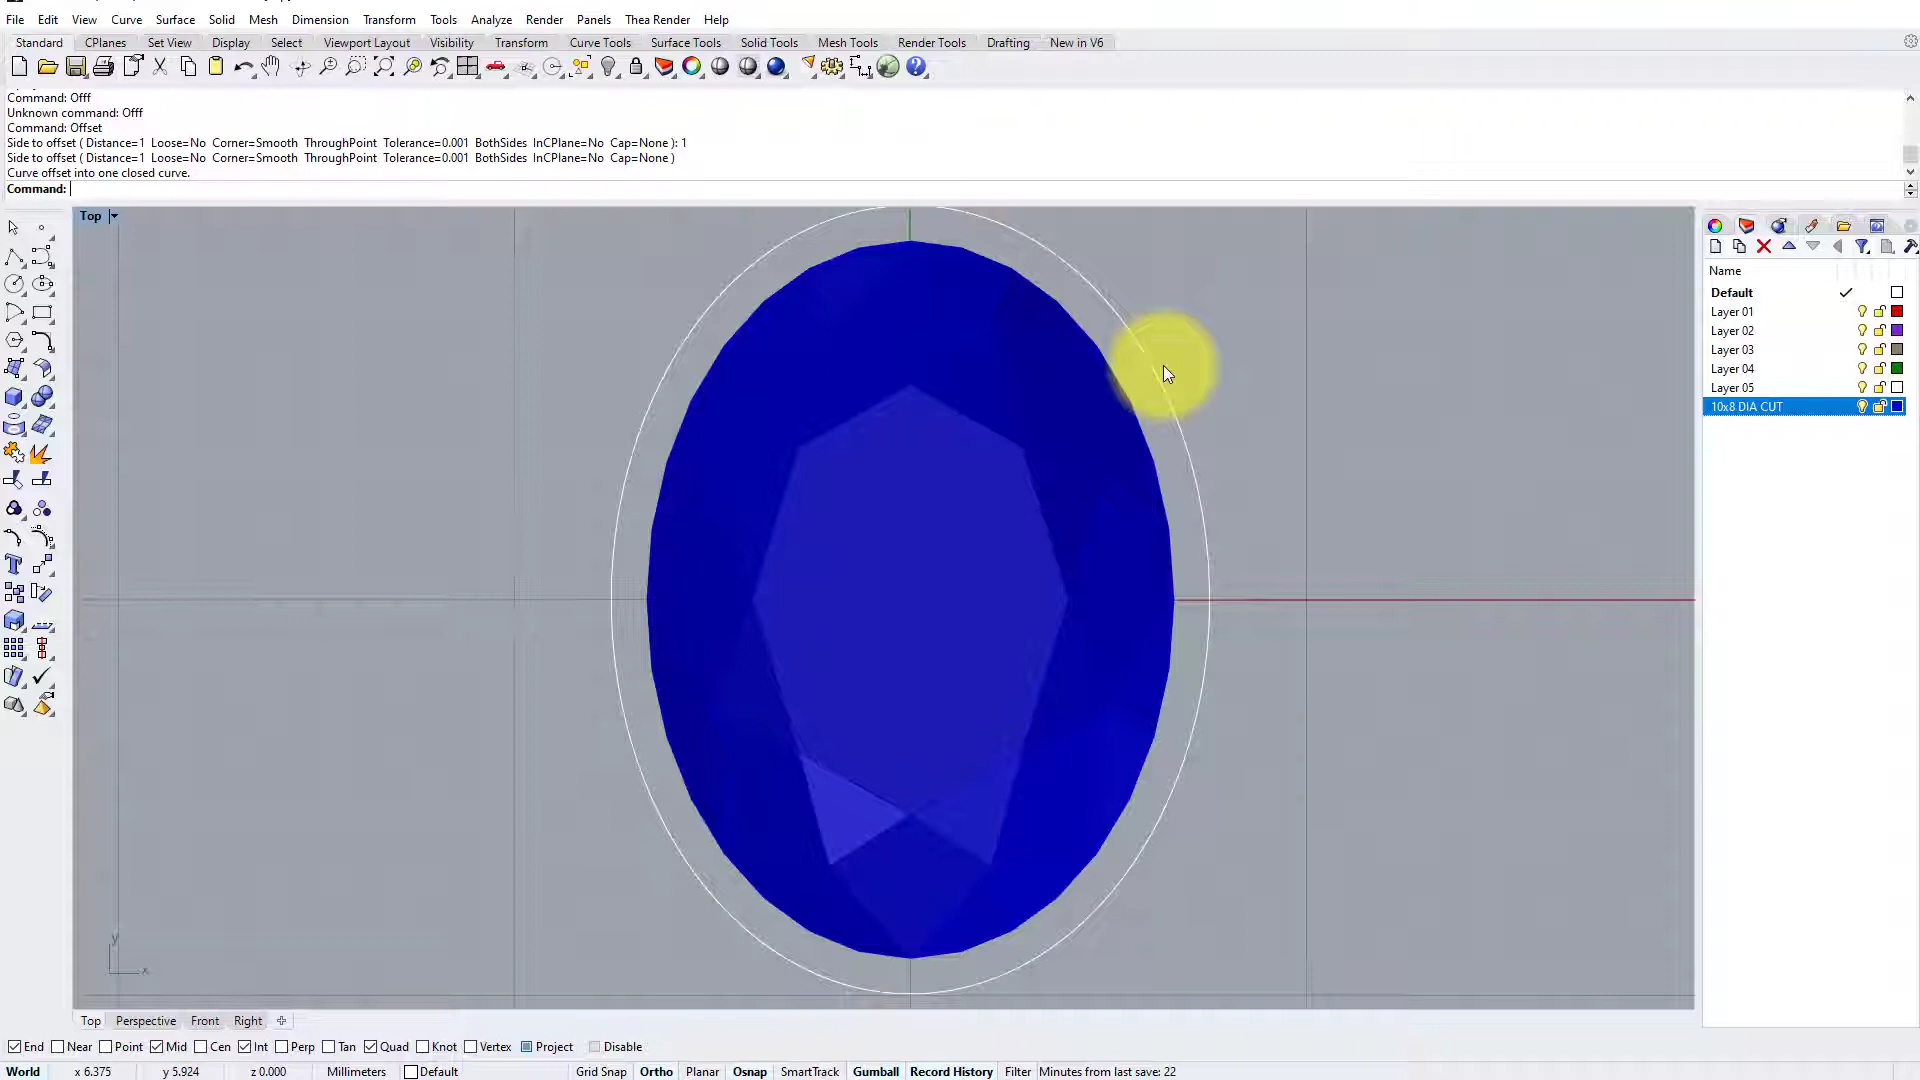 File Edit View Curve Surface Solid Mesh Dimension Transform Tools Analyze Render Panels Thea Render Help
Standard CPlanes Set View Display Select Viewport Layout Visibility Transform Curve Tools Surface Tools Solid Tools Mesh Tools Render Tools Drafting New in V6
Command: Offf
Unknown command: Offf
Command: Offset
Side to offset ( Distance=1 Loose=No Corner=Smooth ThroughPoint Tolerance=0.001 BothSides InCPlane=No Cap=None ): 1
Side to offset ( Distance=1 Loose=No Corner=Smooth ThroughPoint Tolerance=0.001 BothSides InCPlane=No Cap=None )
Curve offset into one closed curve.
Command:
Top
Name
Default
Layer 01
Layer 02
Layer 03
Layer 04
Layer 05
10x8 DIA CUT
y
x
Top Perspective Front Right
End Near Point Mid Cen Int Perp Tan Quad Knot Vertex Project Disable
World x 6.375 y 5.924 z 0.000 Millimeters Default Grid Snap Ortho Planar Osnap SmartTrack Gumball Record History Filter Minutes from last save: 22